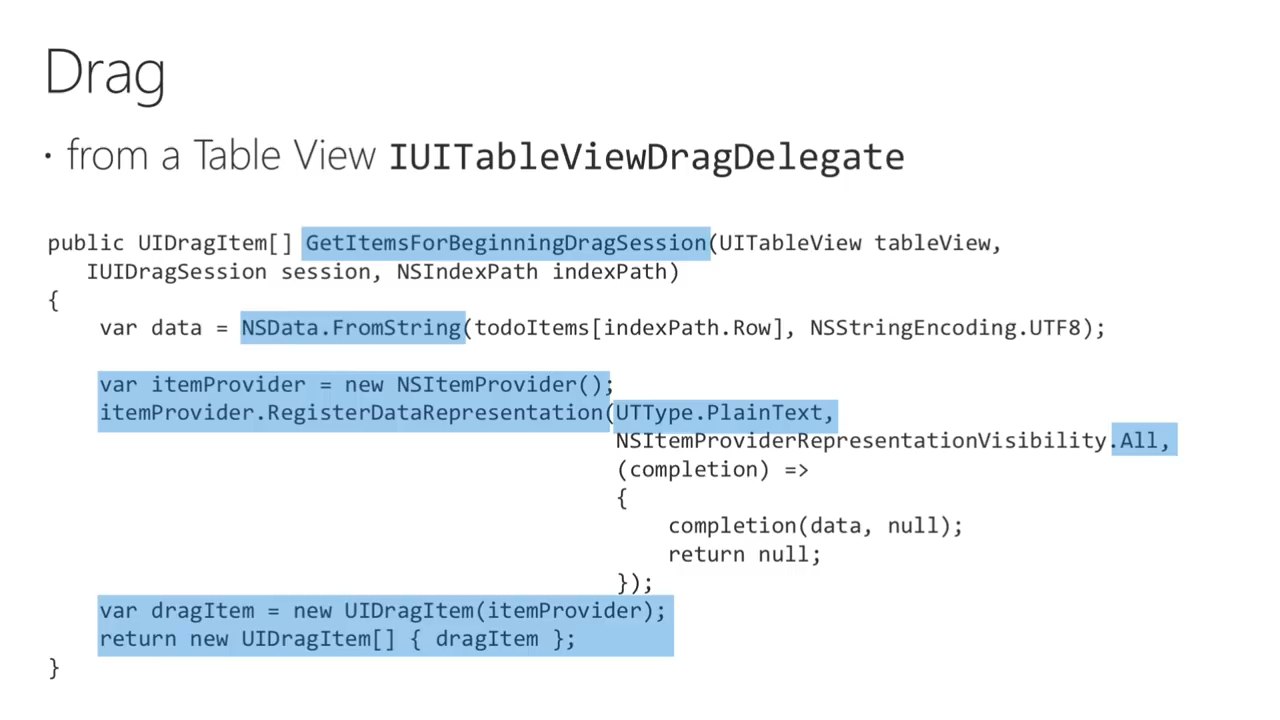 Drag
• from a Table View IUITableViewDragDelegate
public UIDragItem[] GetItemsForBeginningDragSession(UITableView tableView,
IUIDragSession session, NSIndexPath indexPath)
{
var data = NSData.FromString(todoItems[indexPath.Row], NSStringEncoding.UTF8);
var itemProvider = new NSItemProvider();
itemProvider.RegisterDataRepresentation(UTType.PlainText,
NSItemProviderRepresentationVisibility.All,
(completion) =>
{
completion(data, null);
return null;
});
var dragItem = new UIDragItem(itemProvider);
return new UIDragItem[] { dragItem };
}